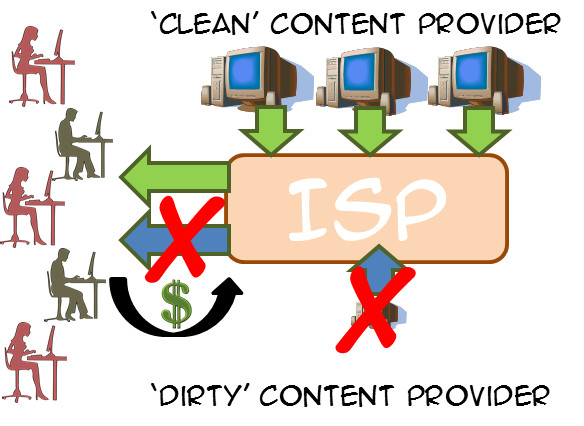 ‘CLEAN’ CONTENT PROVIDER
ISP
$
‘DIRTY’ CONTENT PROVIDER